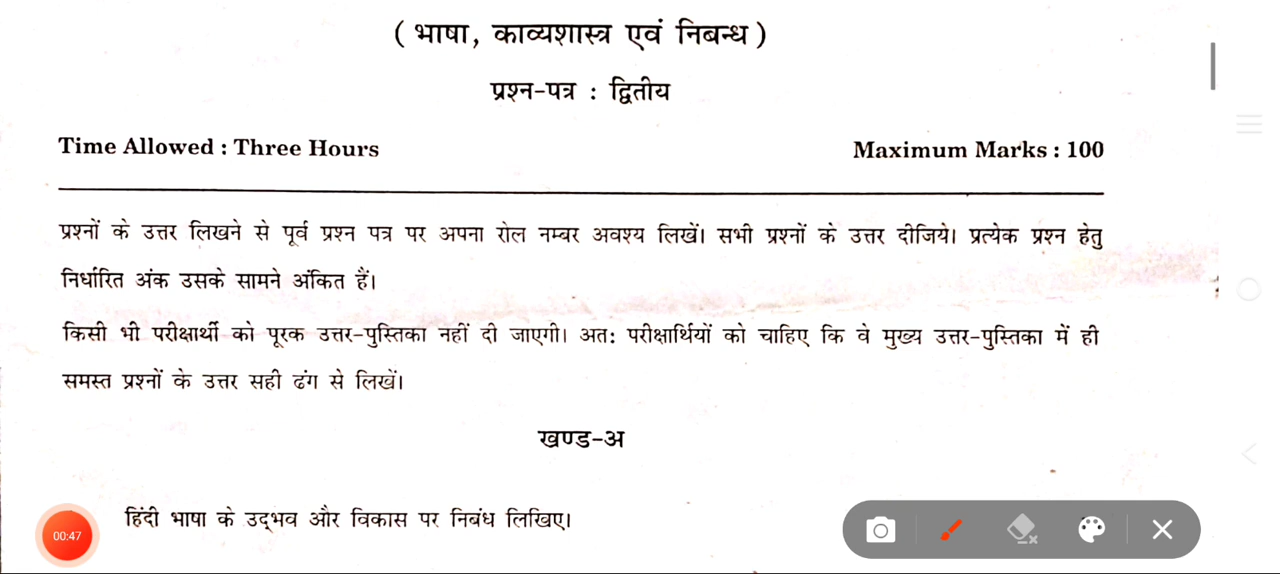 ( भाषा, काव्यशास्त्र एवं निबन्ध )
प्रश्न-पत्र : द्वितीय
Time Allowed : Three Hours Maximum Marks : 100
प्रश्नों के उत्तर लिखने से पूर्व प्रश्न पत्र पर अपना रोल नम्बर अवश्य लिखें। सभी प्रश्नों के उत्तर दीजिये। प्रत्येक प्रश्न हेतु
निर्धारित अंक उसके सामने अंकित हैं।
किसी भी परीक्षार्थी को पूरक उत्तर-पुस्तिका नहीं दी जाएगी। अतः परीक्षार्थियों को चाहिए कि वे मुख्य उत्तर-पुस्तिका में ही
समस्त प्रश्नों के उत्तर सही ढंग से लिखें।
खण्ड-अ
हिंदी भाषा के उद्भव और विकास पर निबंध लिखिए।
00:47